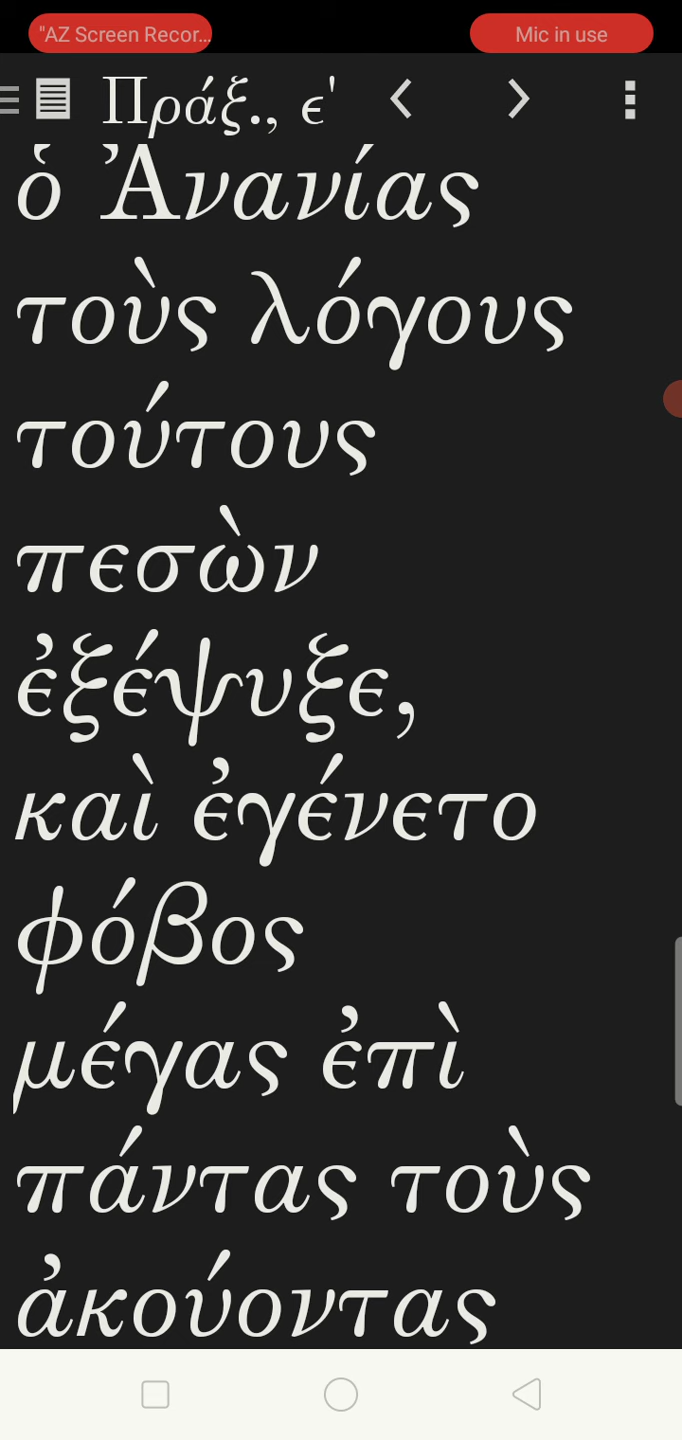 "AZ Screen Recor... Mic in use
Πράξ., ε'
ὁ Ἀνανίας
τοὺς λόγους
τούτους
πεσὼν
ἐξέψυξε,
καὶ ἐγένετο
φόβος
μέγας ἐπὶ
πάντας τοὺς
ἀκούοντας